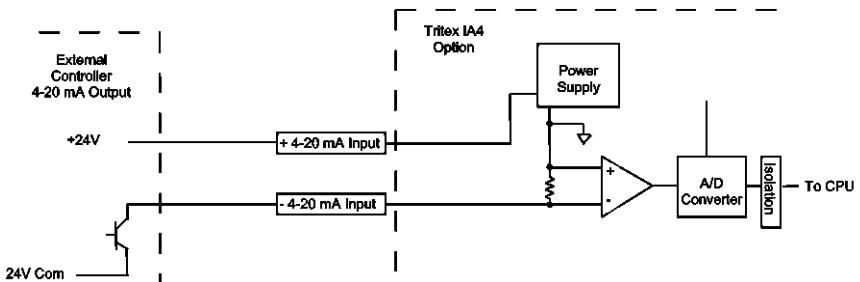 Tritex IA4
Option
External
Controller
4-20 mA Output
Power
Supply
+24V
+ 4-20 mA Input
+
A/D
Converter
Isolation
To CPU
-
- 4-20 mA Input
24V Com